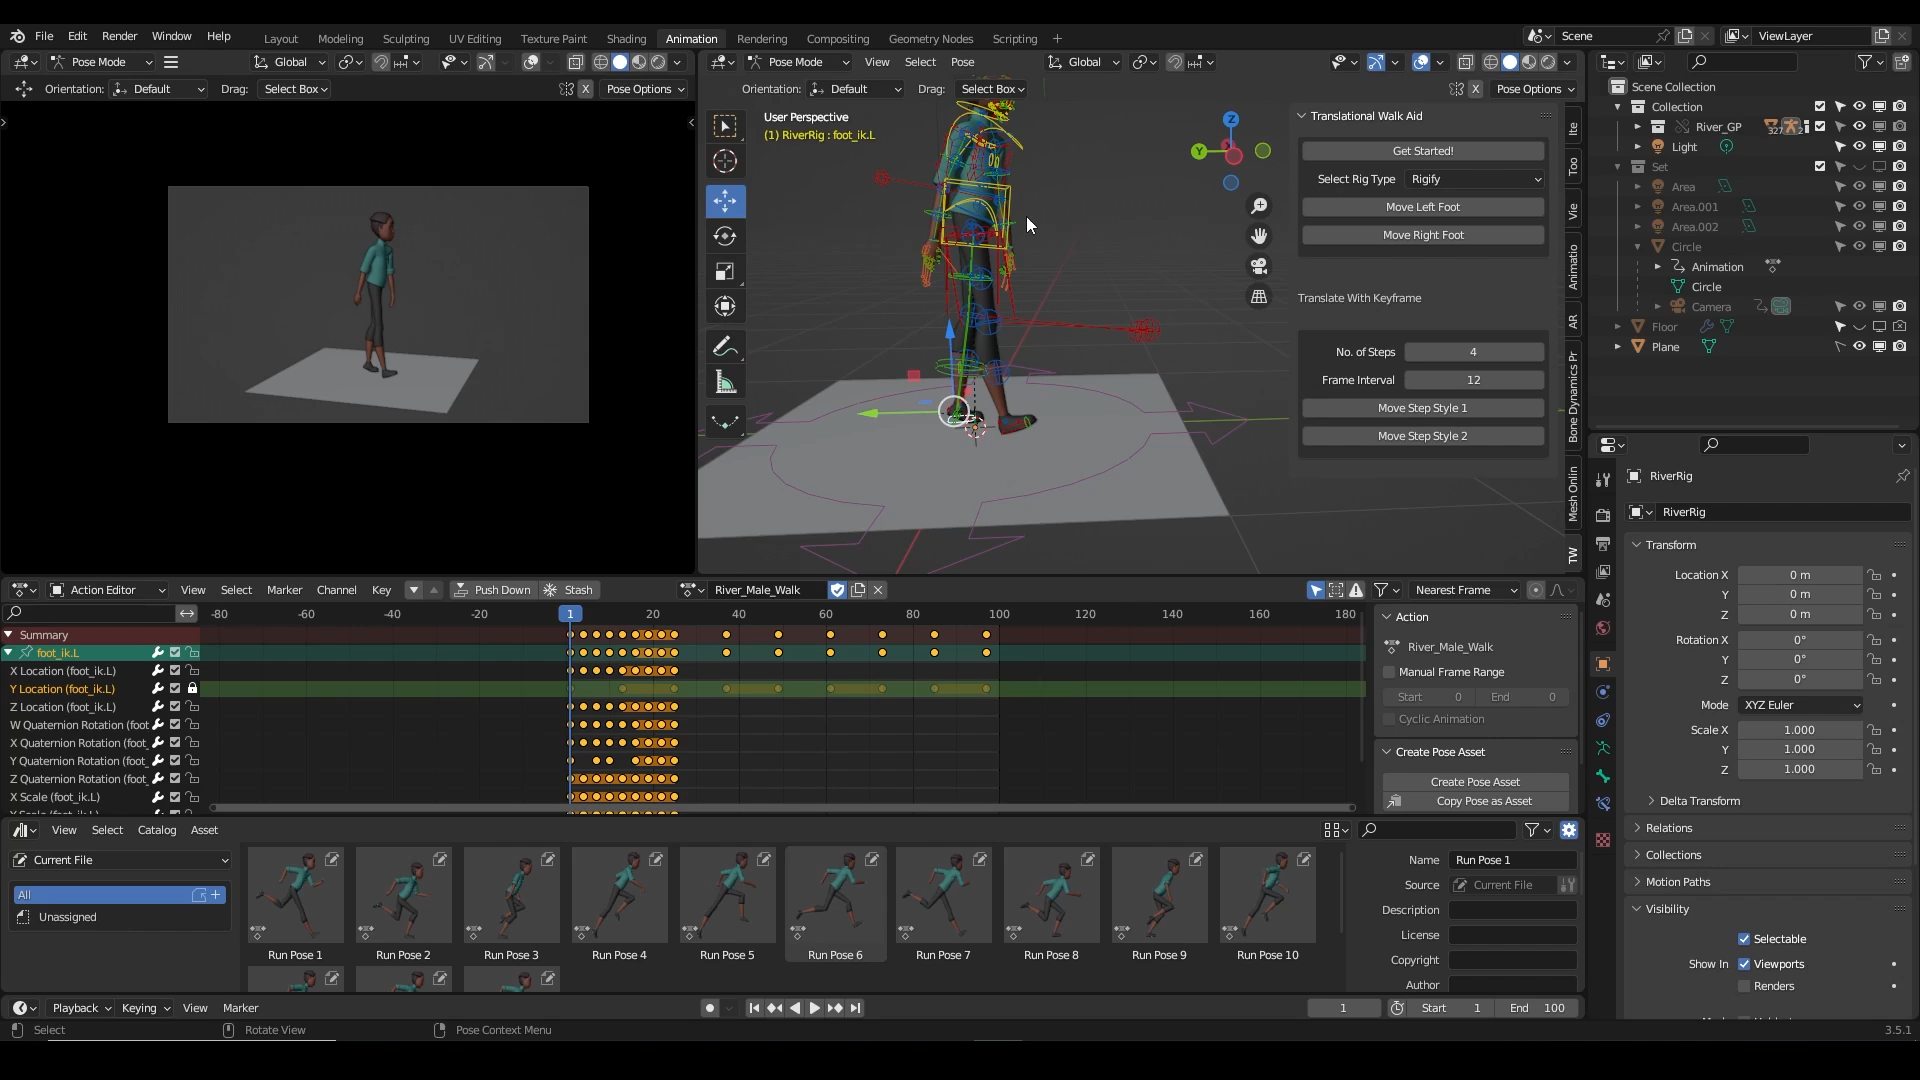 File Edit Render Window Help
Layout Modeling Sculpting UV Editing Texture Paint Shading Animation Rendering Compositing Geometry Nodes Scripting +
Scene
ViewLayer
Pose Mode
Global
Orientation: Default Drag: Select Box X Pose Options
Pose Mode View Select Pose Global
Orientation: Default Drag: Select Box X Pose Options
User Perspective
(1) RiverRig : foot_ik.L
Z
Y
Translational Walk Aid
Get Started!
Select Rig Type Rigify
Move Left Foot
Move Right Foot
Translate With Keyframe
No. of Steps 4
Frame Interval 12
Move Step Style 1
Move Step Style 2
Ite
Too
Vie
Animatio
AR
Bone Dynamics Pr
Mesh Onlin
TW
Scene Collection
Collection
River_GP
Light
Set
Area
Area.001
Area.002
Circle
Animation
Circle
Camera
Floor
Plane
RiverRig
RiverRig
Transform
Location X 0 m
Y 0 m
Z 0 m
Rotation X 0°
Y 0°
Z 0°
Mode XYZ Euler
Scale X 1.000
Y 1.000
Z 1.000
Delta Transform
Relations
Collections
Motion Paths
Visibility
Selectable
Show In Viewports
Renders
Action Editor View Select Marker Channel Key Push Down Stash River_Male_Walk Nearest Frame
-80 -60 -40 -20 1 20 40 60 80 100 120 140 160 180
Summary
foot_ik.L
X Location (foot_ik.L)
Y Location (foot_ik.L)
Z Location (foot_ik.L)
W Quaternion Rotation (foot
X Quaternion Rotation (foot_
Y Quaternion Rotation (foot_
Z Quaternion Rotation (foot_
X Scale (foot_ik.L)
Action
River_Male_Walk
Manual Frame Range
Start 0 End 0
Cyclic Animation
Create Pose Asset
Create Pose Asset
Copy Pose as Asset
View Select Catalog Asset
Current File
All
Unassigned
Run Pose 1 Run Pose 2 Run Pose 3 Run Pose 4 Run Pose 5 Run Pose 6 Run Pose 7 Run Pose 8 Run Pose 9 Run Pose 10
Name Run Pose 1
Source Current File
Description
License
Copyright
Author
Playback Keying View Marker
1 Start 1 End 100
Select Rotate View Pose Context Menu
3.5.1